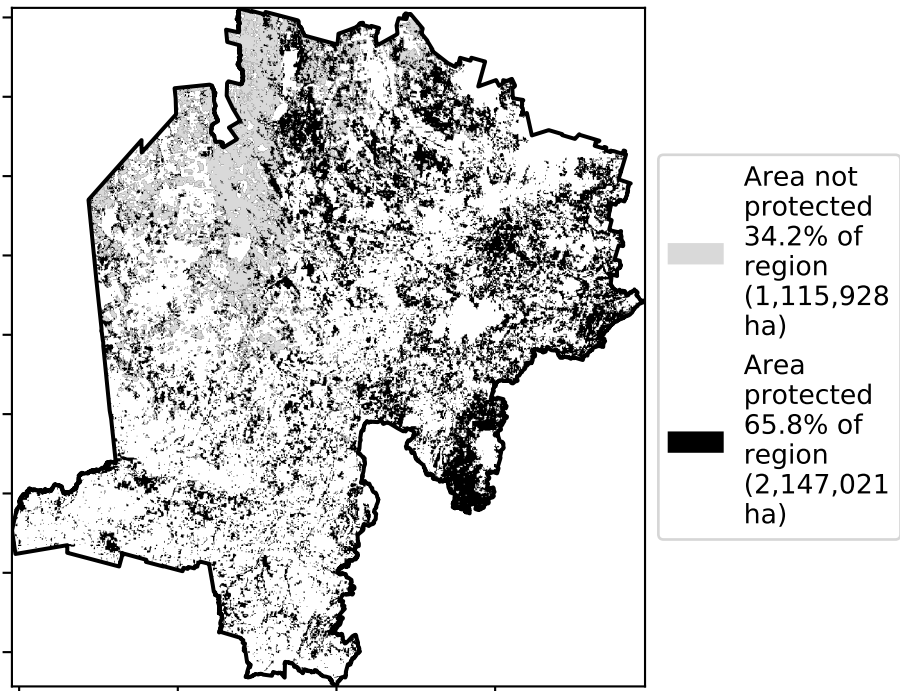 Area not
protected
34.2% of
region
(1,115,928
ha)
Area
protected
65.8% of
region
(2,147,021
ha)